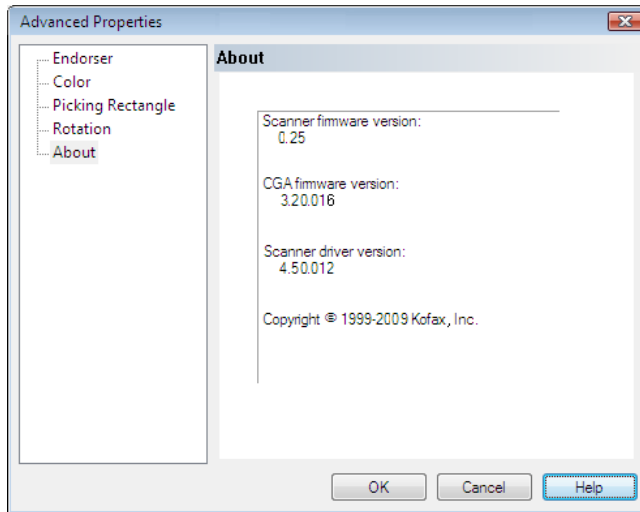 Advanced Properties
Endorser
Color
Picking Rectangle
Rotation
About
About
Scanner firmware version:
0.25
CGA firmware version:
3.20.016
Scanner driver version:
4.50.012
Copyright © 1999-2009 Kofax, Inc.
OK
Cancel
Help